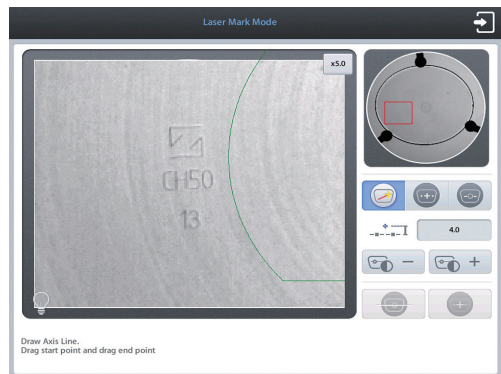 Laser Mark Mode
x5.0
CH50
13
4.0
Draw Axis Line.
Drag start point and drag end point